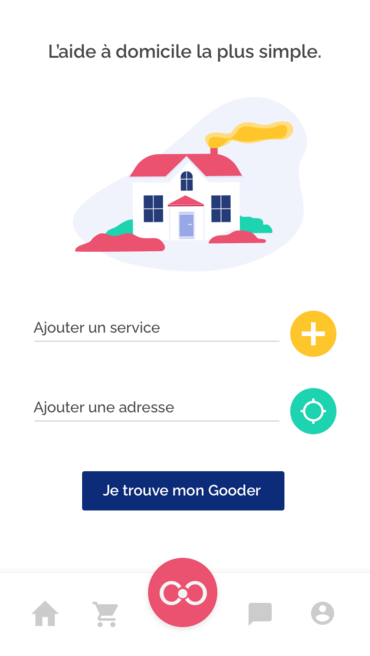 L'aide à domicile la plus simple.
Ajouter un service
Ajouter une adresse
Je trouve mon Gooder